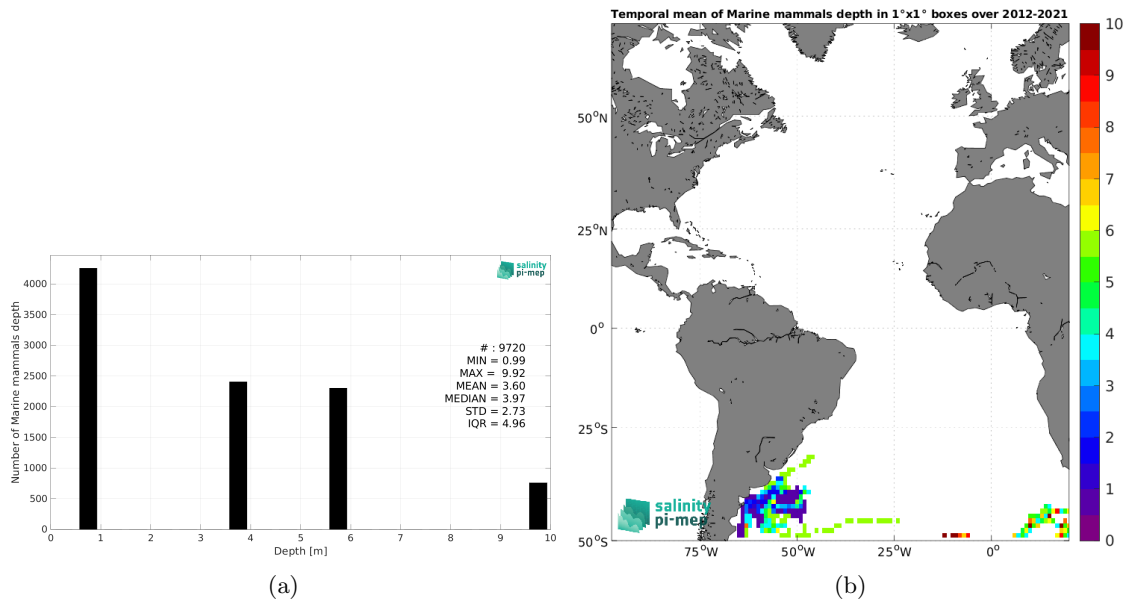 Temporal mean of Marine mammals depth in 1°x1° boxes over 2012-2021
salinity
pi-mep
Number of Marine mammals depth
4000
3500
3000
2500
2000
1500
1000
500
0
# : 9720
MIN = 0.99
MAX = 9.92
MEAN = 3.60
MEDIAN = 3.97
STD = 2.73
IQR = 4.96
0 1 2 3 4 5 6 7 8 9 10
Depth [m]
(a)
50°N
25°N
0°
25°S
50°S
salinity
pi-mep
75°W 50°W 25°W 0°
10
9
8
7
6
5
4
3
2
1
0
(b)